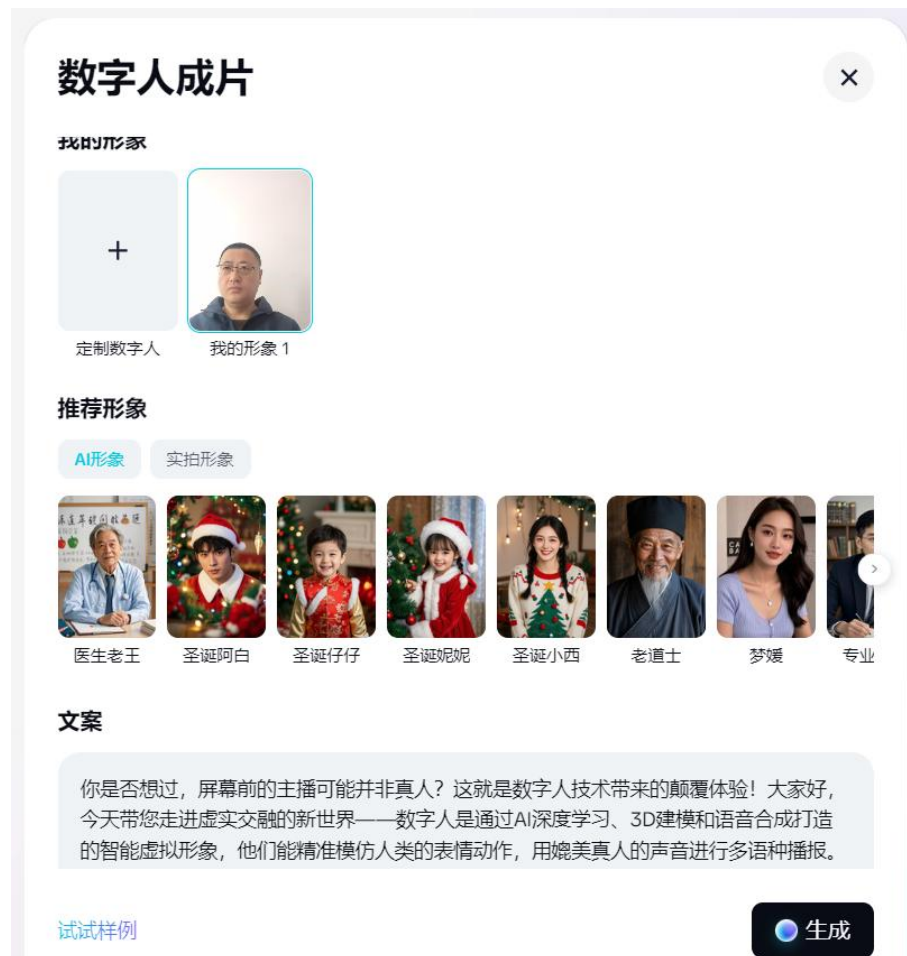 数字人成片
我的形象
定制数字人
我的形象 1
推荐形象
AI形象
实拍形象
医生老王
圣诞阿白
圣诞仔仔
圣诞妮妮
圣诞小西
老道士
梦媛
专业
文案
你是否想过，屏幕前的主播可能并非真人？这就是数字人技术带来的颠覆体验！大家好，
今天带您走进虚实交融的新世界——数字人是通过AI深度学习、3D建模和语音合成打造
的智能虚拟形象，他们能精准模仿人类的表情动作，用媲美真人的声音进行多语种播报。
试试样例
生成